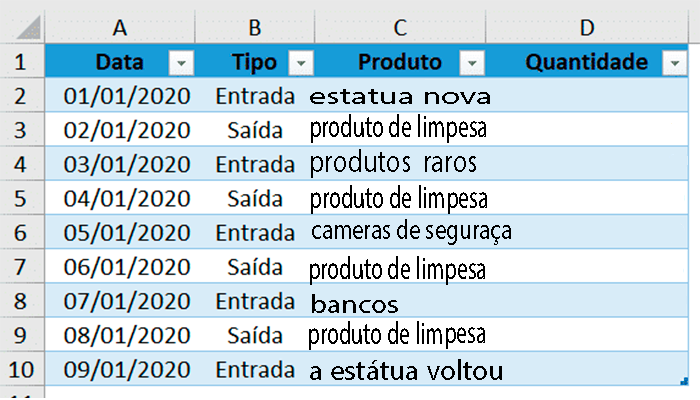 A B C D
1 Data Tipo Produto Quantidade
2 01/01/2020 Entrada estatua nova
3 02/01/2020 Saída produto de limpesa
4 03/01/2020 Entrada produtos raros
5 04/01/2020 Saída produto de limpesa
6 05/01/2020 Entrada cameras de seguraça
7 06/01/2020 Saída produto de limpesa
8 07/01/2020 Entrada bancos
9 08/01/2020 Saída produto de limpesa
10 09/01/2020 Entrada a estátua voltou